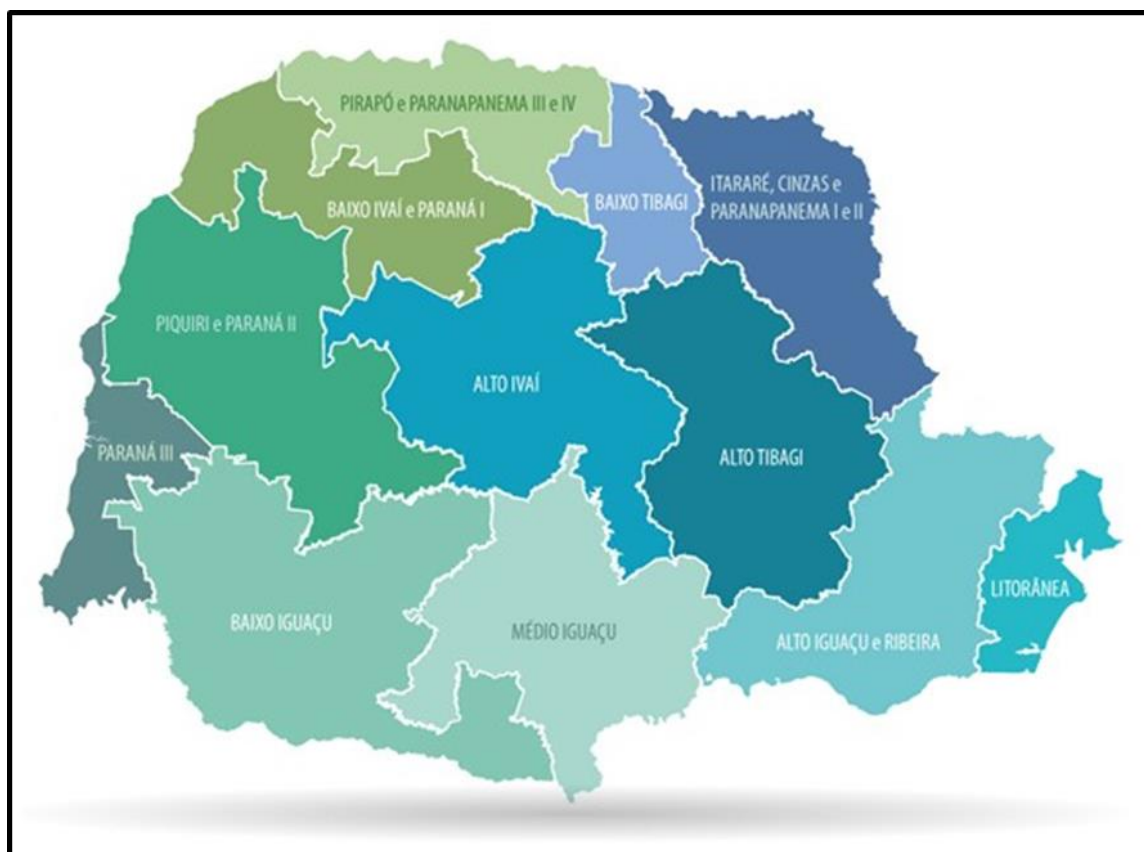 PIRAPÓ e PARANAPANEMA III e IV
ITARARÉ, CINZAS e
PARANAPANEMA I e II
BAIXO TIBAGI
BAIXO IVAÍ e PARANÁ I
PIQUIRI e PARANÁ II
ALTO IVAÍ
PARANÁ III
ALTO TIBAGI
LITORÂNEA
BAIXO IGUAÇU
MÉDIO IGUAÇU
ALTO IGUAÇU e RIBEIRA